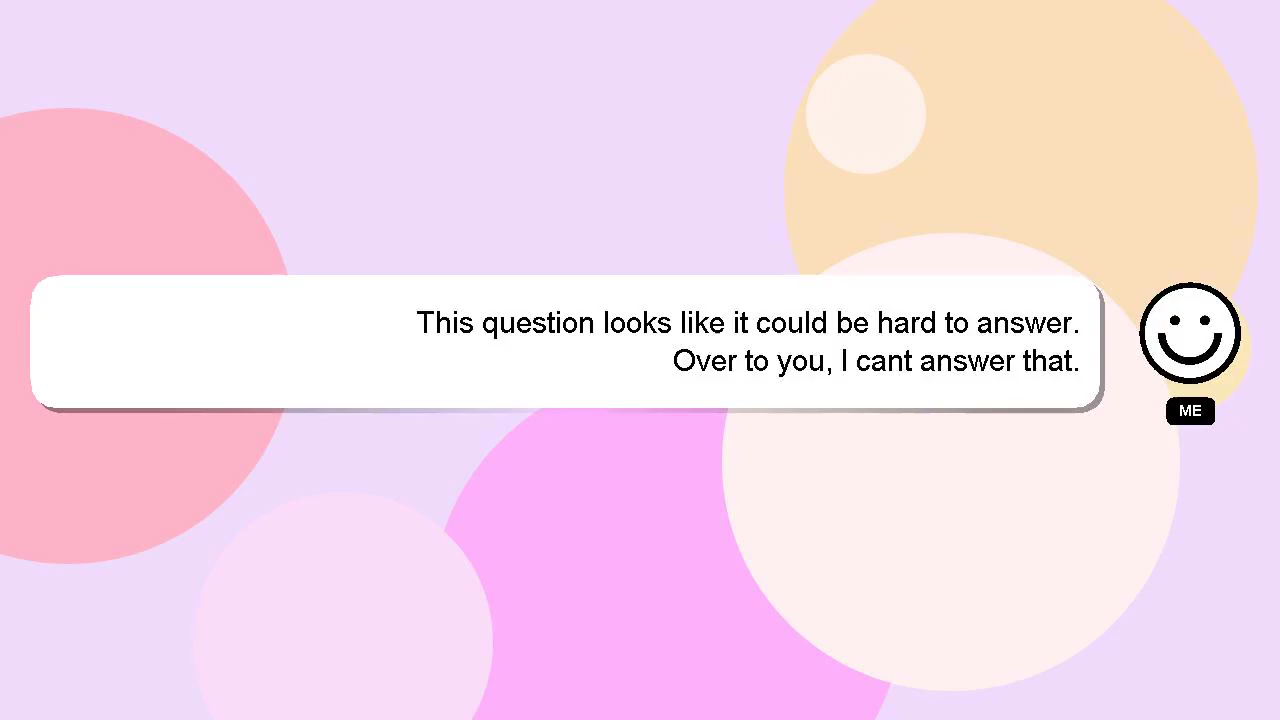 This question looks like it could be hard to answer.
Over to you, I cant answer that.
ME